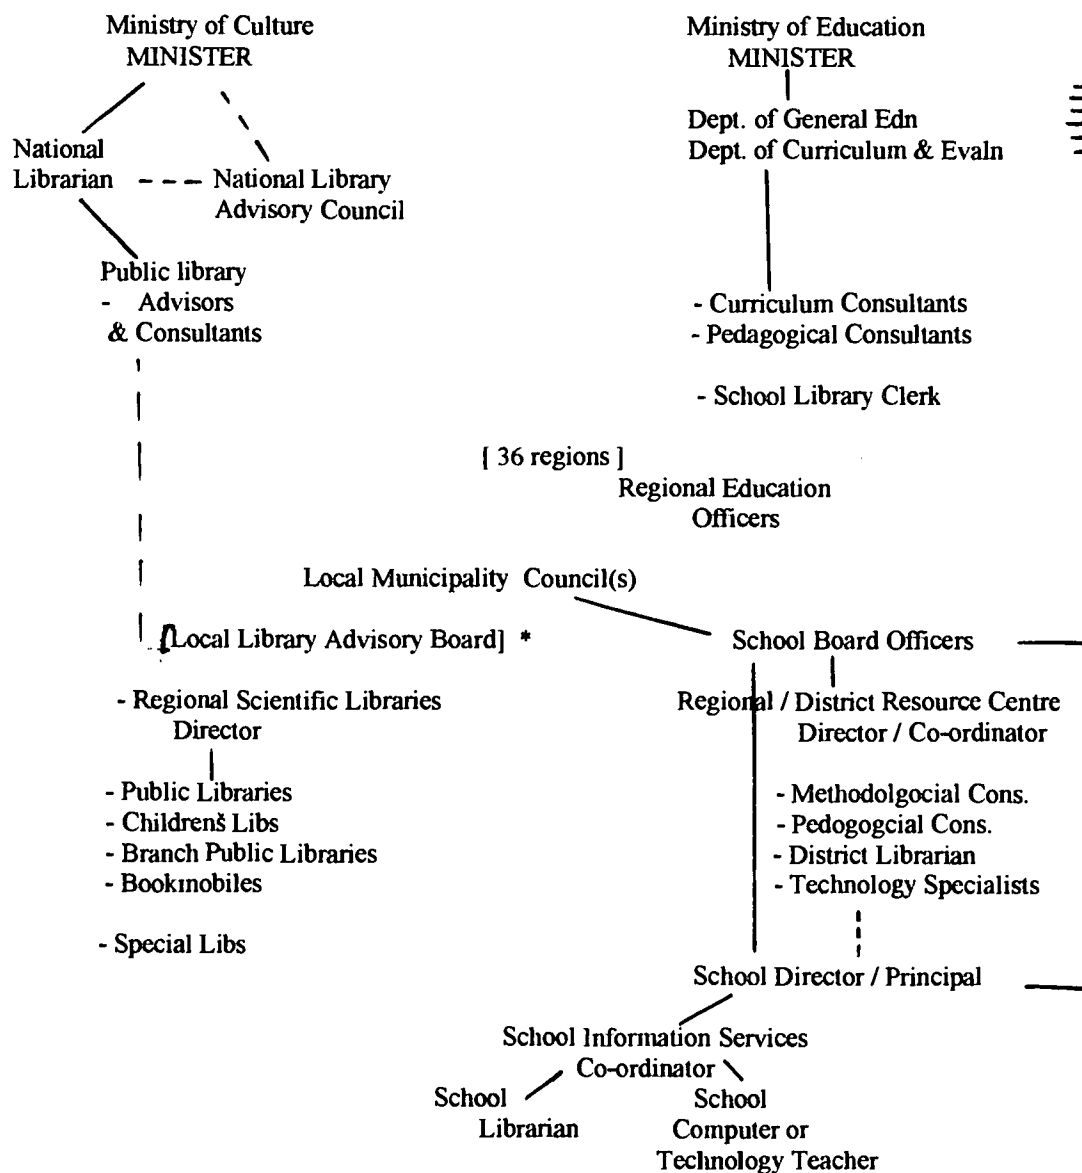 Ministry of Culture
MINISTER
Ministry of Education
MINISTER
Dept. of General Edn
Dept. of Curriculum & Evaln
National
Librarian
National Library
Advisory Council
Public library
- Advisors
& Consultants
- Curriculum Consultants
- Pedagogical Consultants
- School Library Clerk
[ 36 regions ]
Regional Education
Officers
Local Municipality Council(s)
[Local Library Advisory Board] *
School Board Officers
- Regional Scientific Libraries
Director
Regional / District Resource Centre
Director / Co-ordinator
- Public Libraries
- Childrenš Libs
- Branch Public Libraries
- Bookmobiles
- Methodolgocial Cons.
- Pedogogcial Cons.
- District Librarian
- Technology Specialists
- Special Libs
School Director / Principal
School Information Services
Co-ordinator
School
Librarian
School
Computer or
Technology Teacher